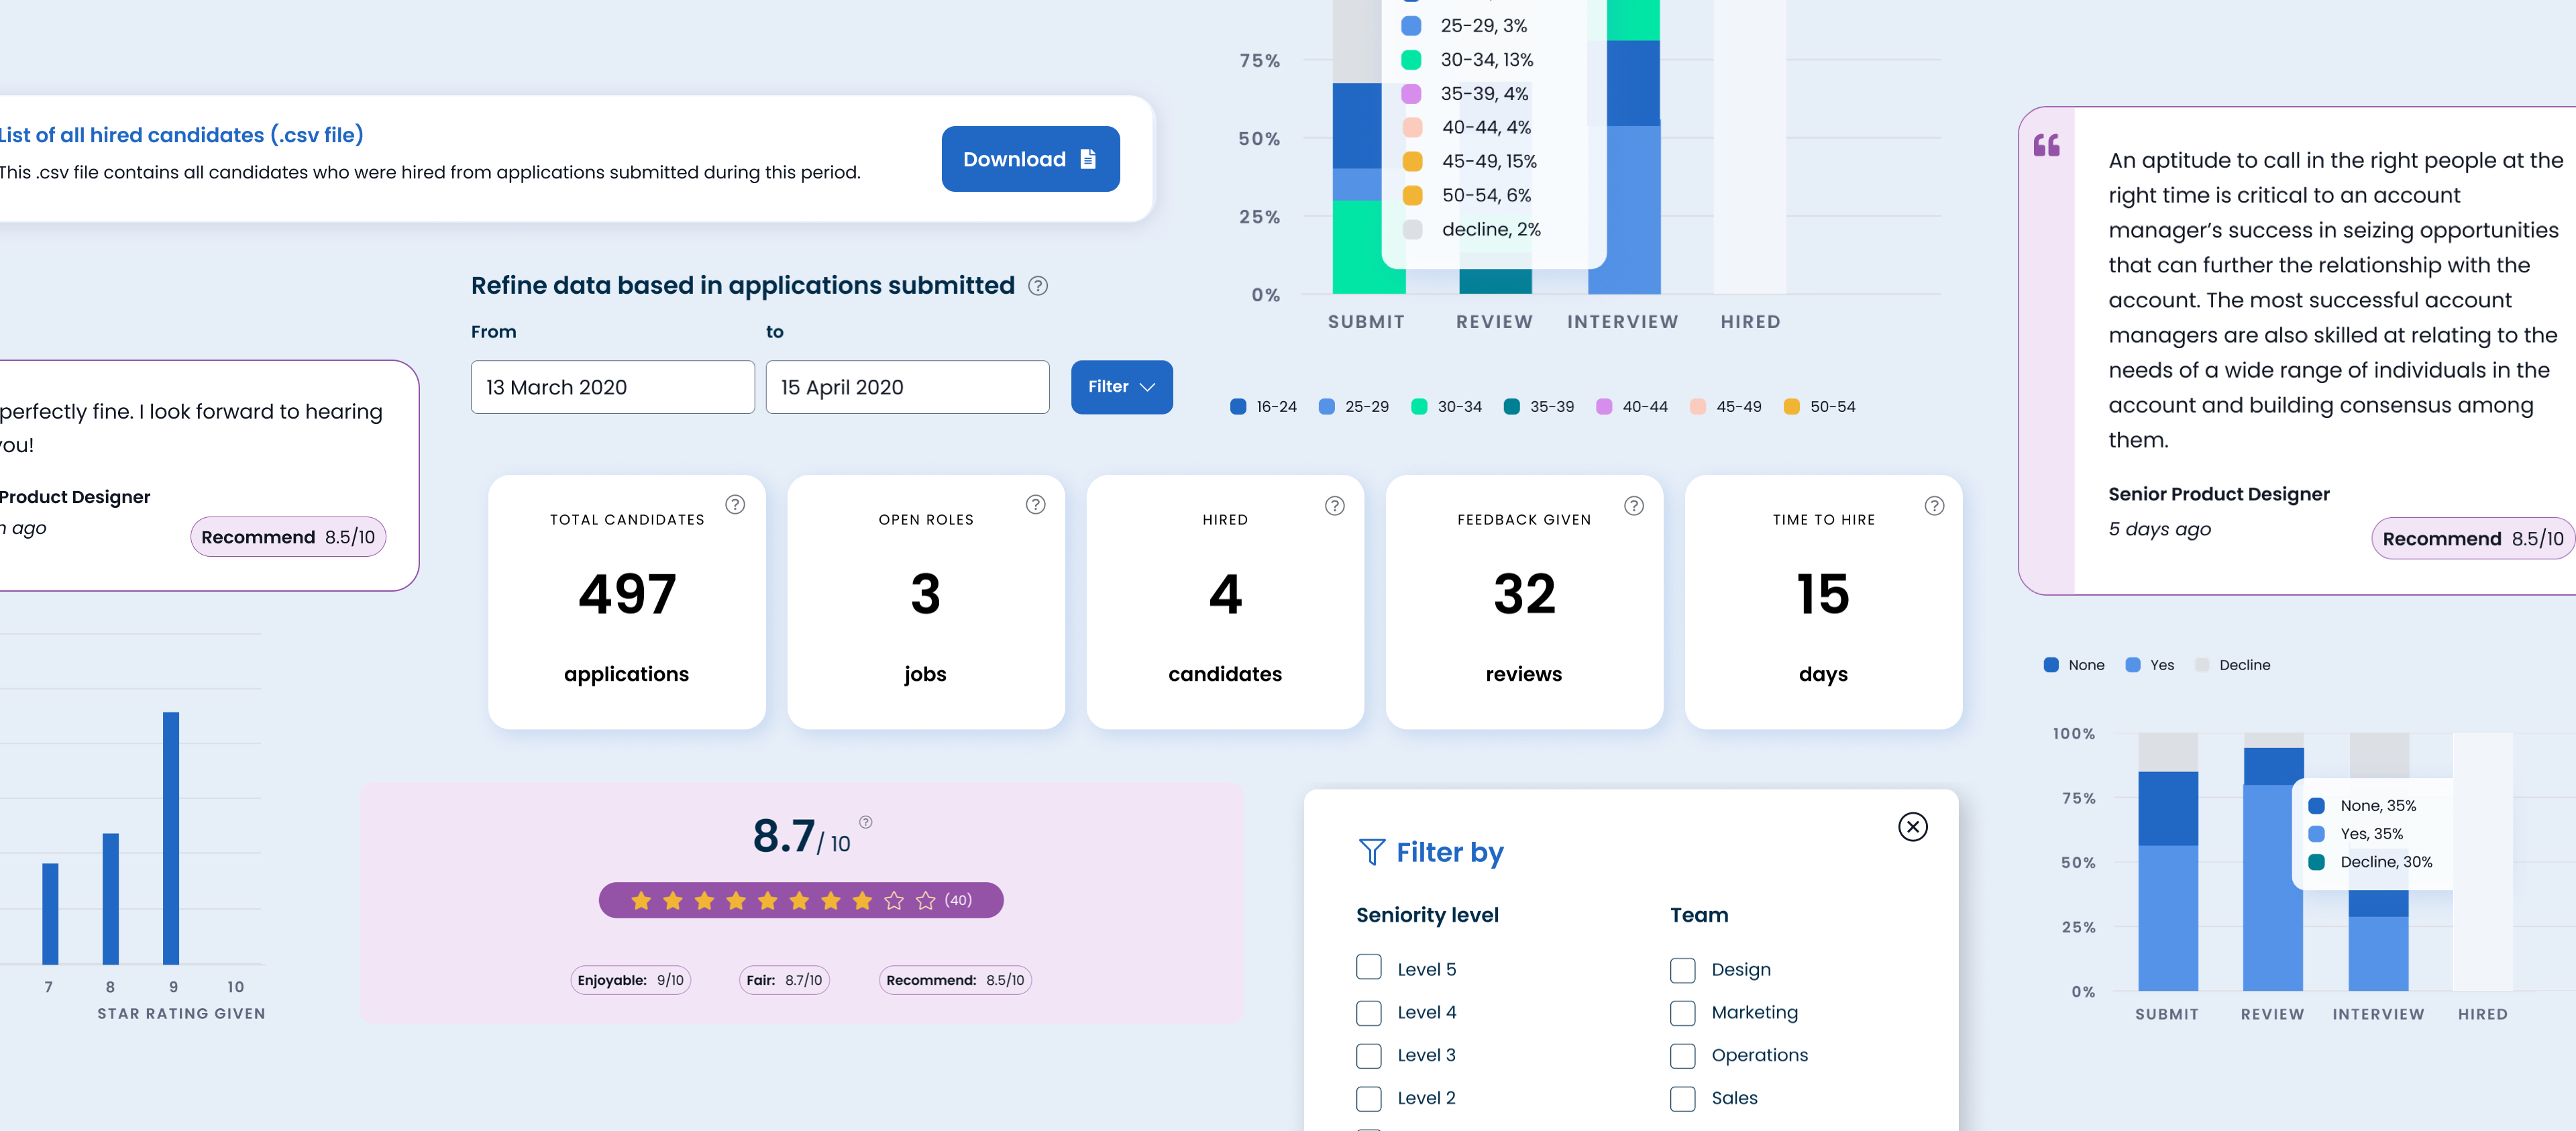 List of all hired candidates (.csv file)
This .csv file contains all candidates who were hired from applications submitted during this period.
Download
Refine data based in applications submitted ?
From
to
13 March 2020
15 April 2020
Filter
perfectly fine. I look forward to hearing
you!
Product Designer
ago
Recommend 8.5/10
75%
50%
25%
0%
25-29, 3%
30-34, 13%
35-39, 4%
40-44, 4%
45-49, 15%
50-54, 6%
decline, 2%
SUBMIT
REVIEW
INTERVIEW
HIRED
16-24
25-29
30-34
35-39
40-44
45-49
50-54
“
An aptitude to call in the right people at the
right time is critical to an account
manager’s success in seizing opportunities
that can further the relationship with the
account. The most successful account
managers are also skilled at relating to the
needs of a wide range of individuals in the
account and building consensus among
them.
Senior Product Designer
5 days ago
Recommend 8.5/10
TOTAL CANDIDATES ?
497
applications
OPEN ROLES ?
3
jobs
HIRED ?
4
candidates
FEEDBACK GIVEN ?
32
reviews
TIME TO HIRE ?
15
days
7
8
9
10
STAR RATING GIVEN
8.7/ 10 ?
(40)
Enjoyable: 9/10
Fair: 8.7/10
Recommend: 8.5/10
Filter by
Seniority level
Level 5
Level 4
Level 3
Level 2
Team
Design
Marketing
Operations
Sales
None
Yes
Decline
100%
75%
50%
25%
0%
None, 35%
Yes, 35%
Decline, 30%
SUBMIT
REVIEW
INTERVIEW
HIRED